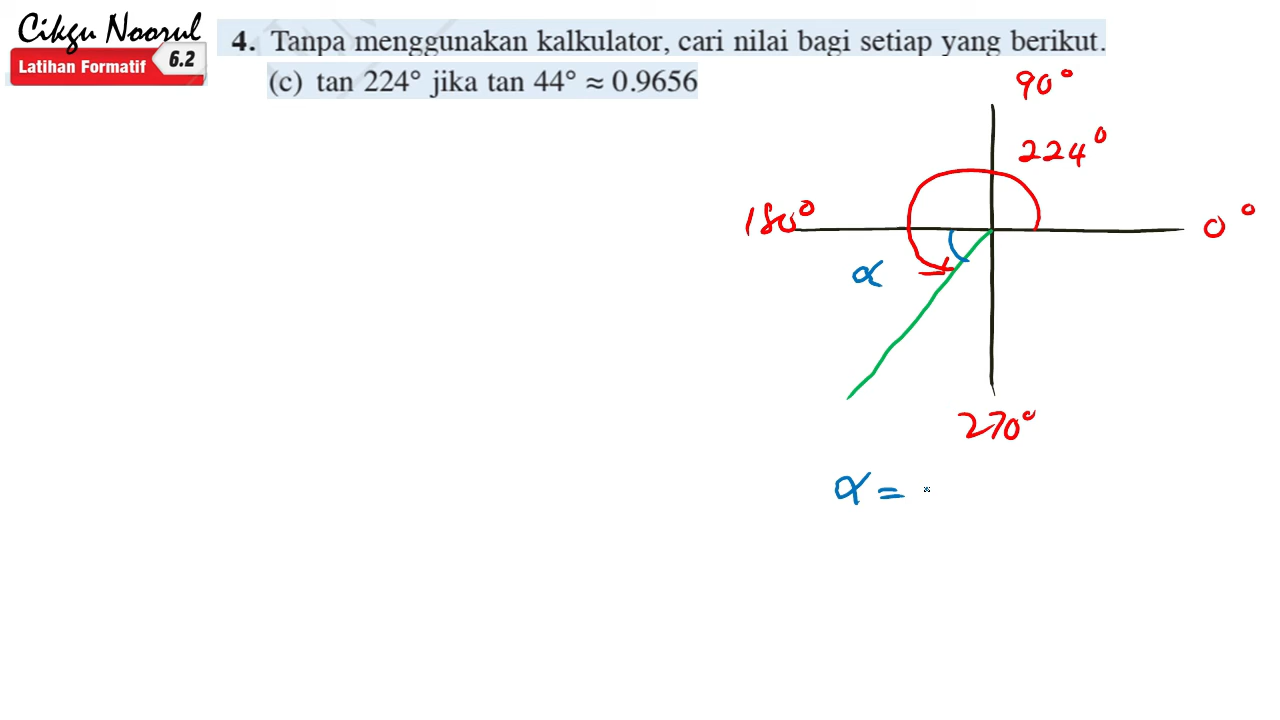 Cikgu Noorul
Latihan Formatif 6.2
4. Tanpa menggunakan kalkulator, cari nilai bagi setiap yang berikut.
(c) tan 224° jika tan 44° ≈ 0.9656
90°
224°
180°
0°
α
270°
α =